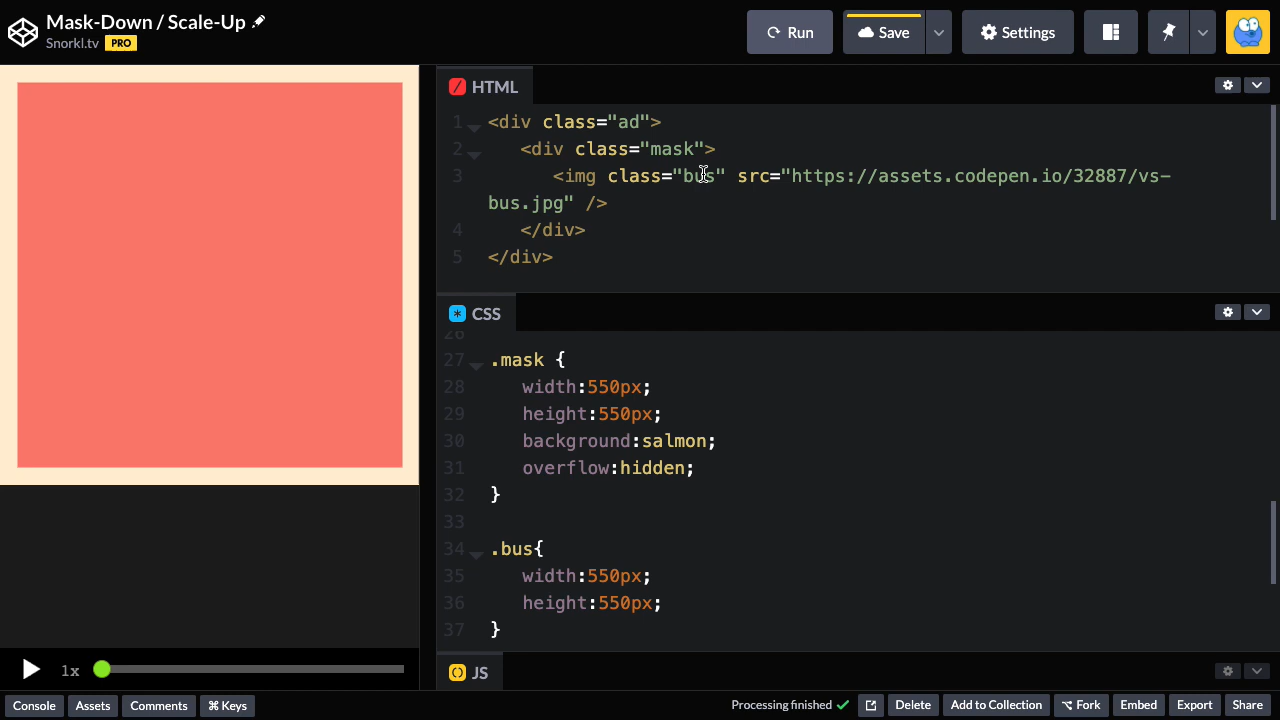 Mask-Down / Scale-Up
Snorkl.tv PRO
Run
Save
Settings
HTML
1 <div class="ad">
2 <div class="mask">
3 <img class="bus" src="https://assets.codepen.io/32887/vs-
bus.jpg" />
4 </div>
5 </div>
CSS
26
27 .mask {
28 width:550px;
29 height:550px;
30 background:salmon;
31 overflow:hidden;
32 }
33
34 .bus{
35 width:550px;
36 height:550px;
37 }
1x
JS
Console Assets Comments ⌘ Keys Processing finished Delete Add to Collection Fork Embed Export Share